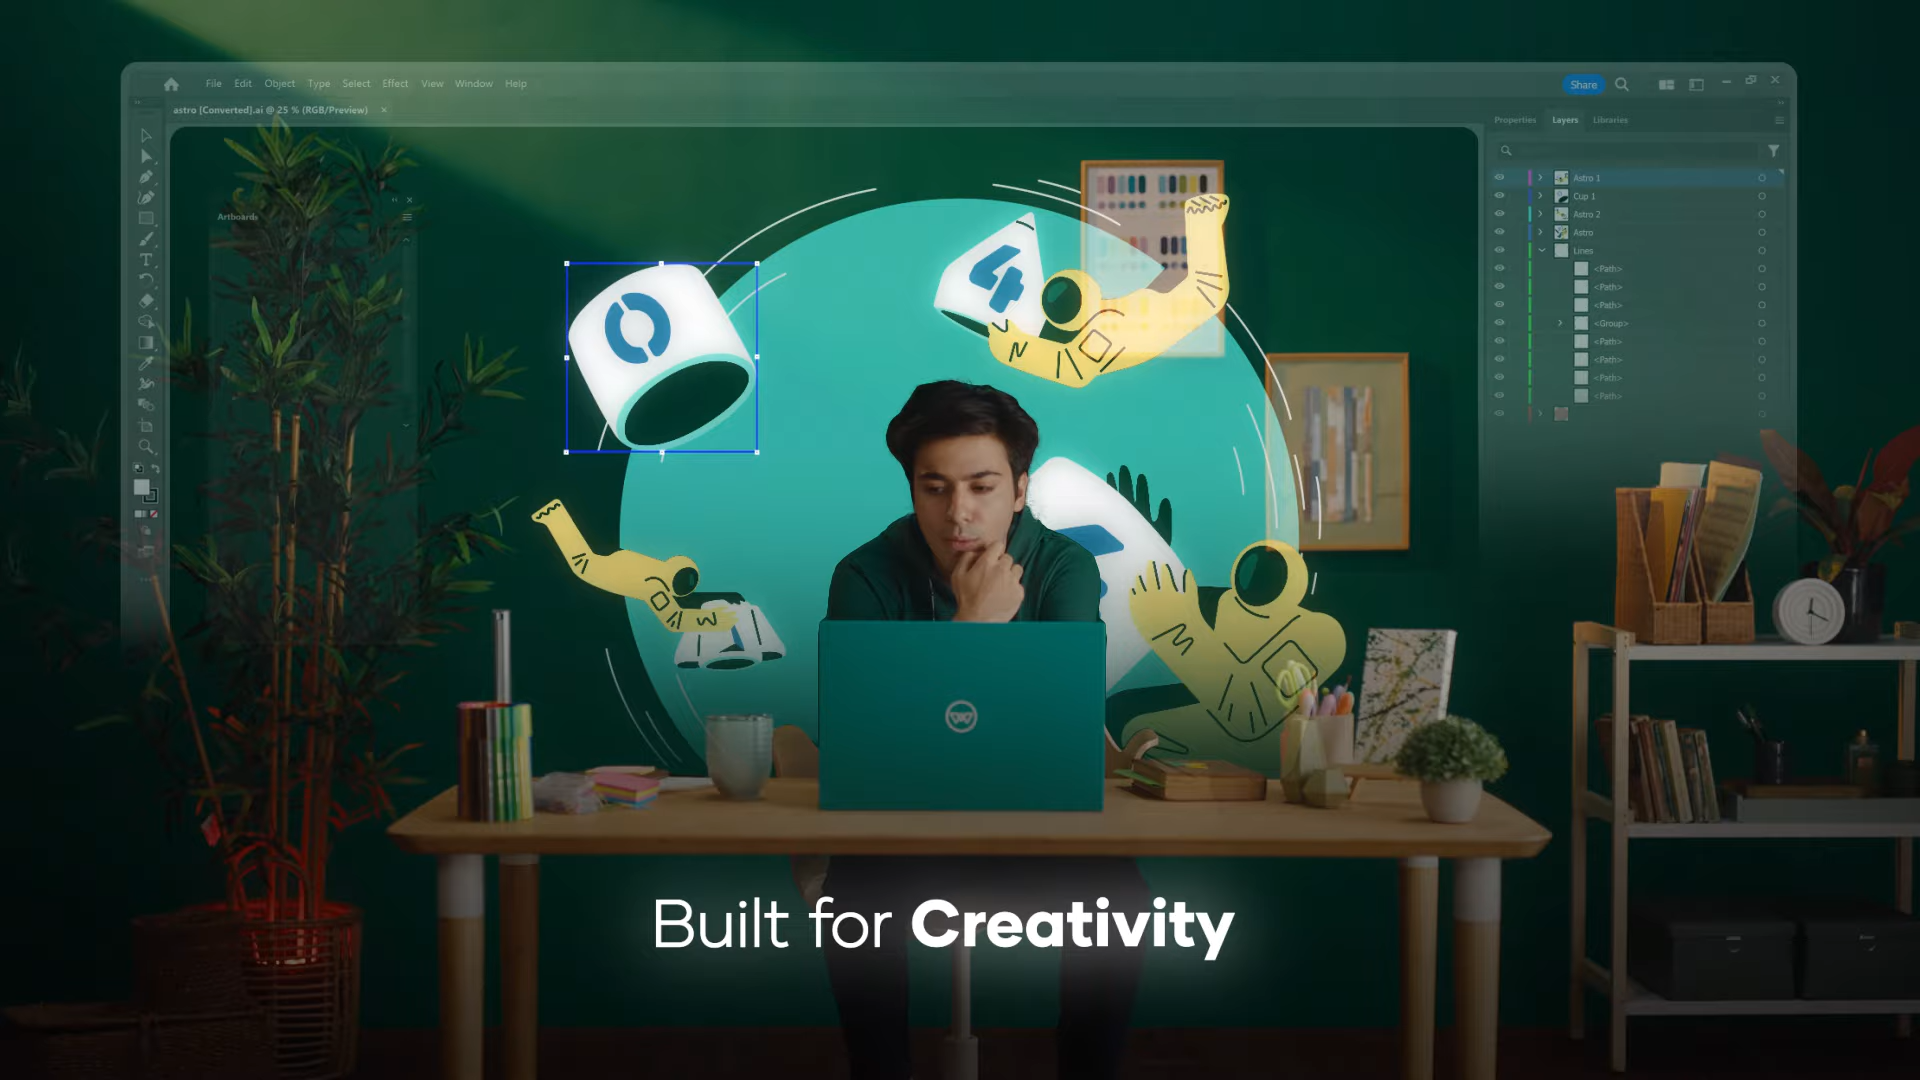 File Edit Object Type Select Effect View Window Help
Share
astro [Converted].ai @ 25 % (RGB/Preview)
Properties Layers Libraries
Artboards
Astro 1
Cup 1
Astro 2
Astro
Lines
<Path>
<Path>
<Path>
<Group>
<Path>
<Path>
<Path>
<Path>
0
4
Built for Creativity